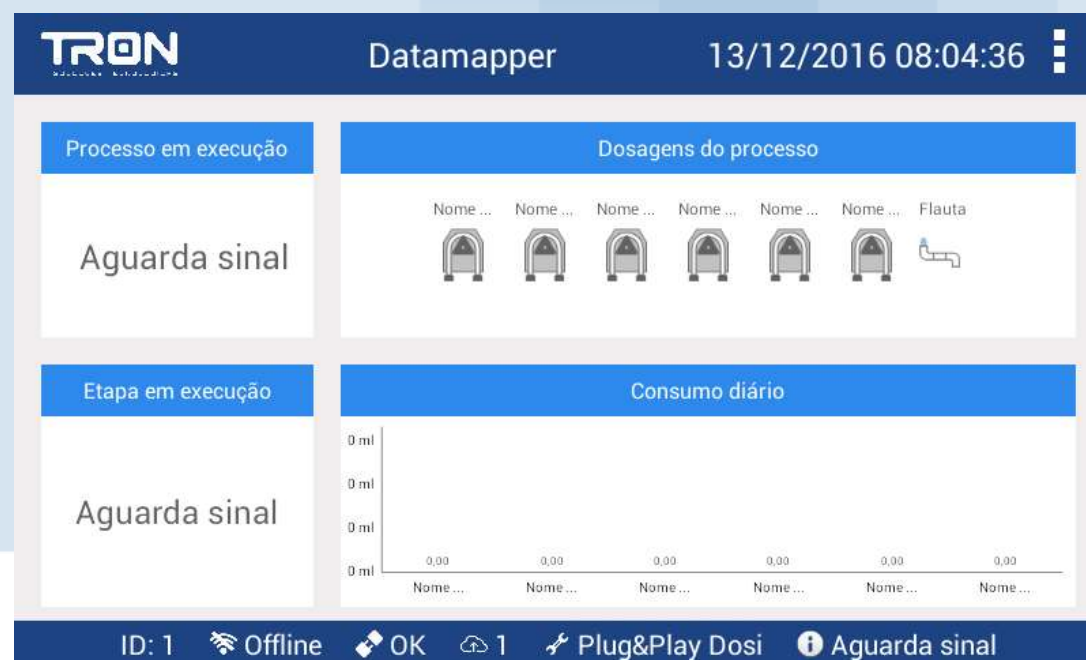 TRON
Datamapper
13/12/2016 08:04:36
Processo em execução
Aguarda sinal
Dosagens do processo
Nome ... Nome ... Nome ... Nome ... Nome ... Nome ... Flauta
Etapa em execução
Aguarda sinal
Consumo diário
0 ml
0 ml
0 ml
0 ml
0,00 0,00 0,00 0,00 0,00 0,00
Nome ... Nome ... Nome ... Nome ... Nome ... Nome ...
ID: 1 Offline OK 1 Plug&Play Dosi Aguarda sinal